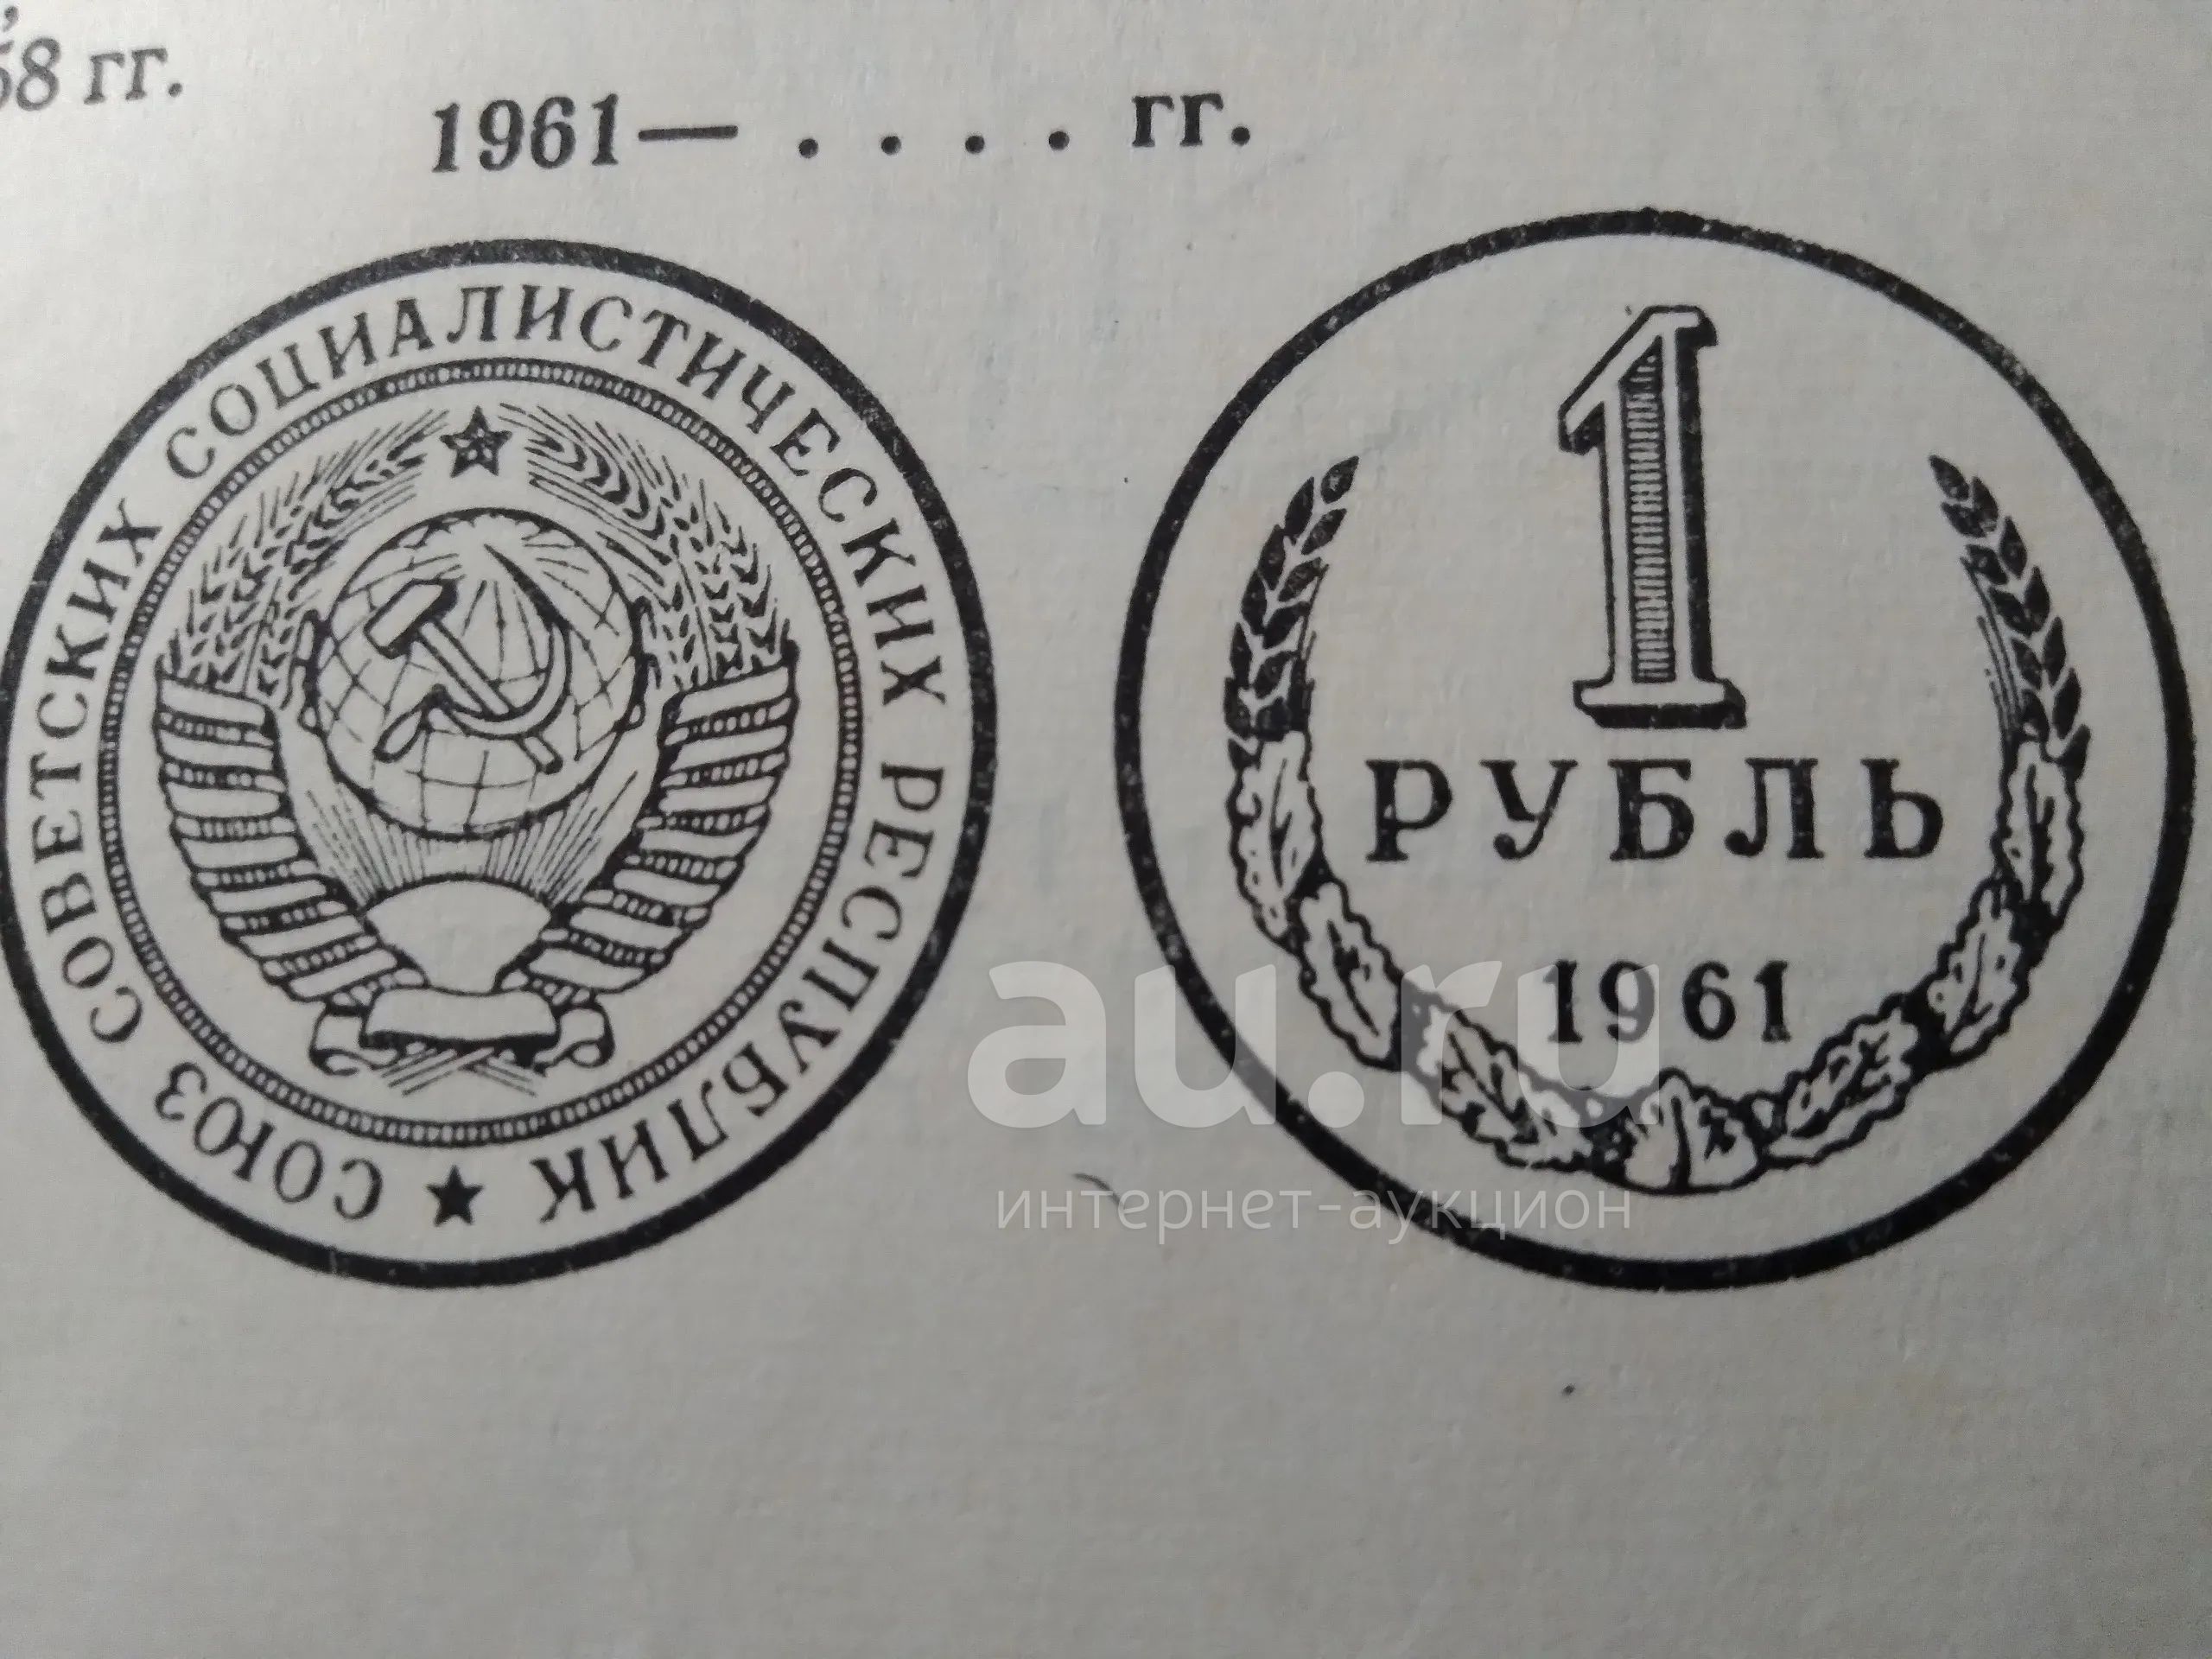 58 гг.
1961— . . . . гг.
СОЮЗ СОВЕТСКИХ СОЦИАЛИСТИЧЕСКИХ РЕСПУБЛИК
1
РУБЛЬ
1961
au.ru
интернет-аукцион